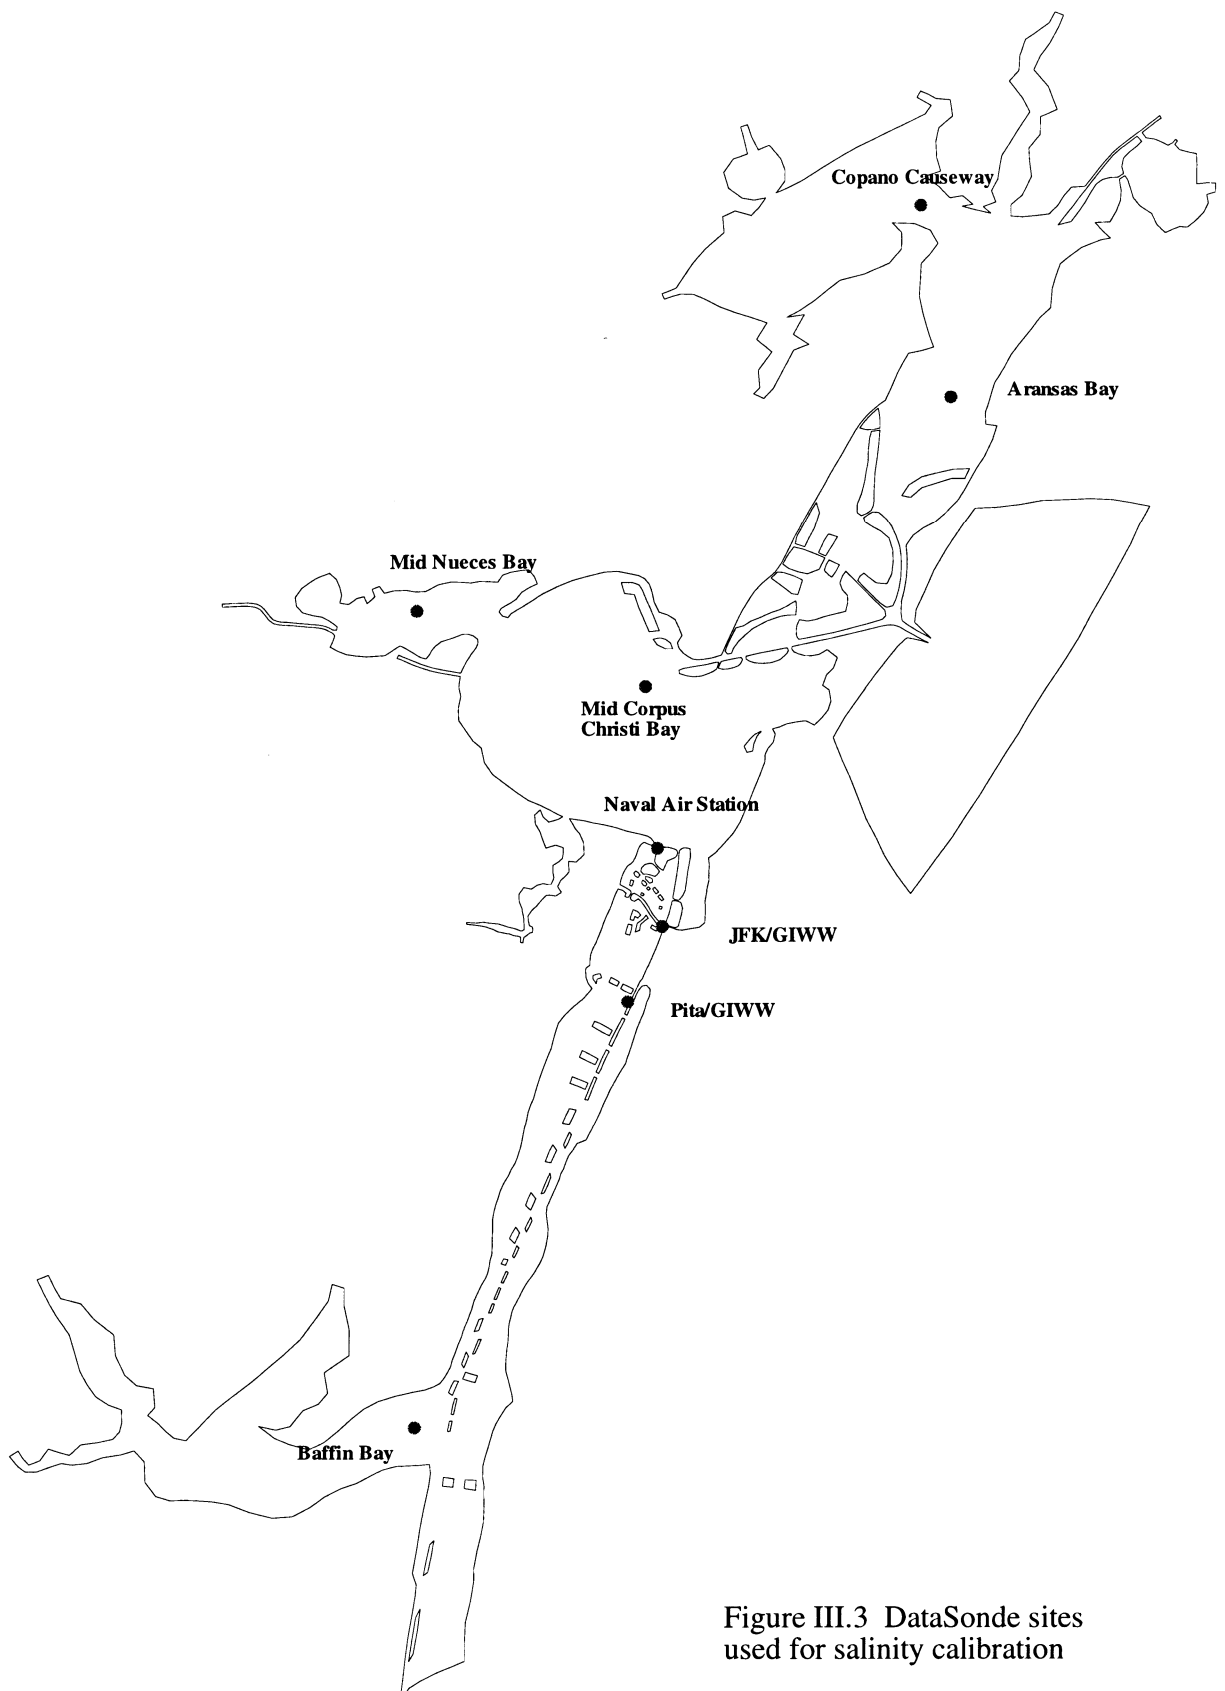 Copano Causeway
Aransas Bay
Mid Nueces Bay
Mid Corpus
Christi Bay
Naval Air Station
JFK/GIWW
Pita/GIWW
Baffin Bay
Figure III.3 DataSonde sites
used for salinity calibration